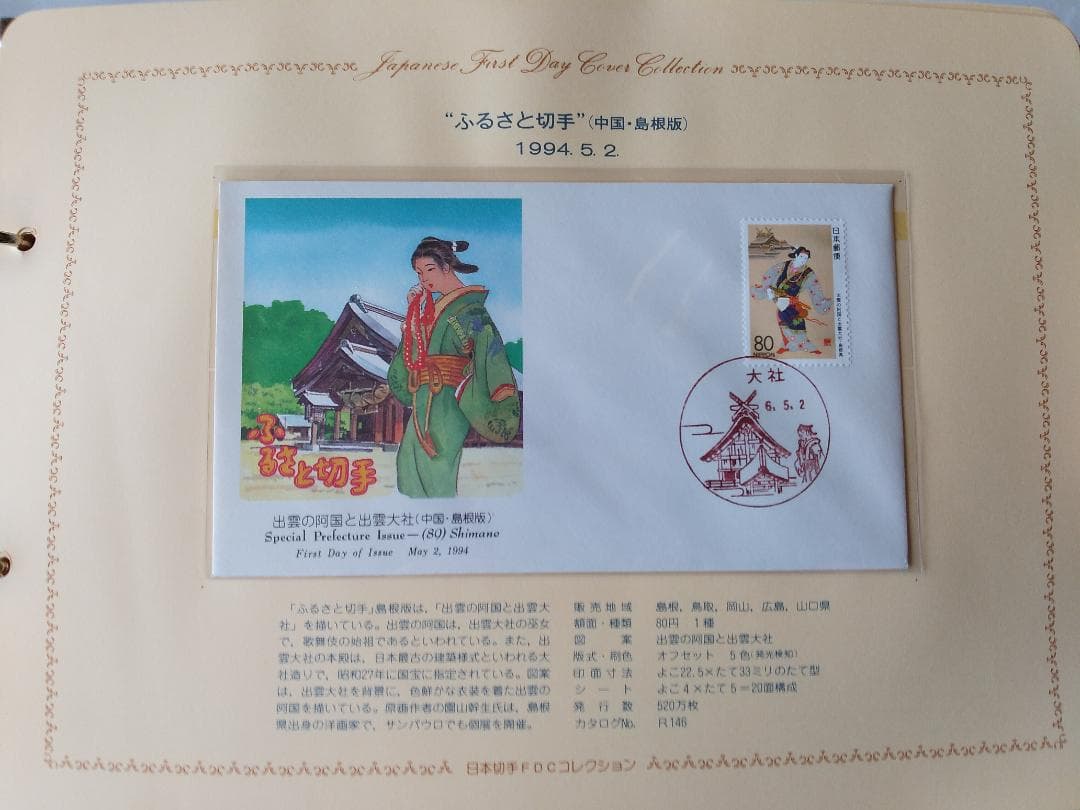 Japanese First Day Cover Collection
“ふるさと切手”(中国・島根版)
1994. 5. 2.
日本郵便
80
NIPPON
大社
6. 5. 2
ふるさと切手
出雲の阿国と出雲大社(中国・島根版)
Special Prefecture Issue—(89) Shimane
First Day of Issue May 2, 1994
「ふるさと切手」島根版は、「出雲の阿国と出雲大
社」を描いている。出雲の阿国は、出雲大社の巫女
で、歌舞伎の始祖であるといわれている。また、出
雲大社の本殿は、日本最古の建築様式といわれる大
社造りで、昭和27年に国宝に指定されている。図案
は、出雲大社を背景に、色鮮かな衣装を着た出雲の
阿国を描いている。原画作者の園山幹生氏は、島根
県出身の洋画家で、サンパウロでも個展を開催。
販売地域 島根、鳥取、岡山、広島、山口県
額面・種類 80円 1種
図案 出雲の阿国と出雲大社
版式・刷色 オフセット 5色(発光検知)
印面寸法 よこ22.5×たて33ミリのたて型
シート よこ4×たて5=20面構成
発行数 520万枚
カタログNo. R146
日本切手FDCコレクション